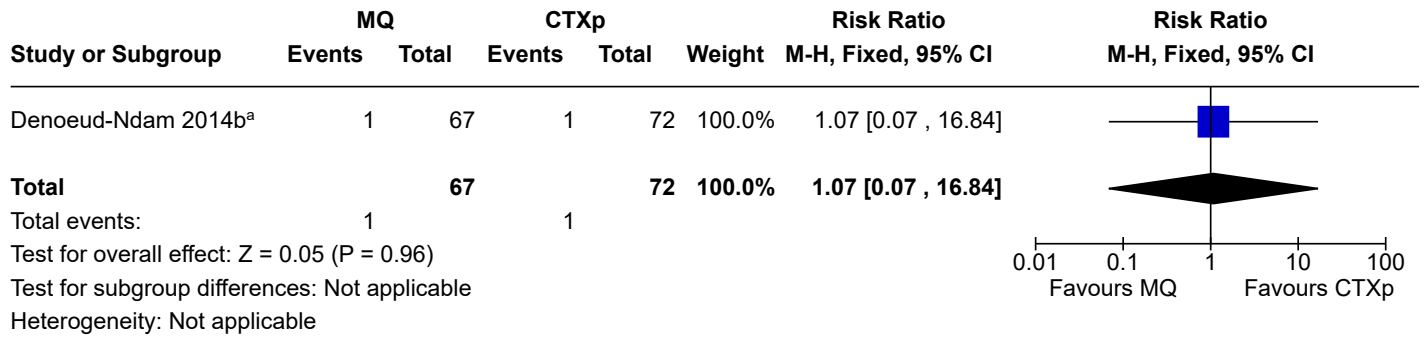 MQ CTXp Risk Ratio Risk Ratio
Study or Subgroup Events Total Events Total Weight M-H, Fixed, 95% CI M-H, Fixed, 95% CI
Denoeud-Ndam 2014bᵃ 1 67 1 72 100.0% 1.07 [0.07 , 16.84]
Total 67 72 100.0% 1.07 [0.07 , 16.84]
Total events: 1 1
Test for overall effect: Z = 0.05 (P = 0.96)
0.01 0.1 1 10 100
Test for subgroup differences: Not applicable
Favours MQ Favours CTXp
Heterogeneity: Not applicable